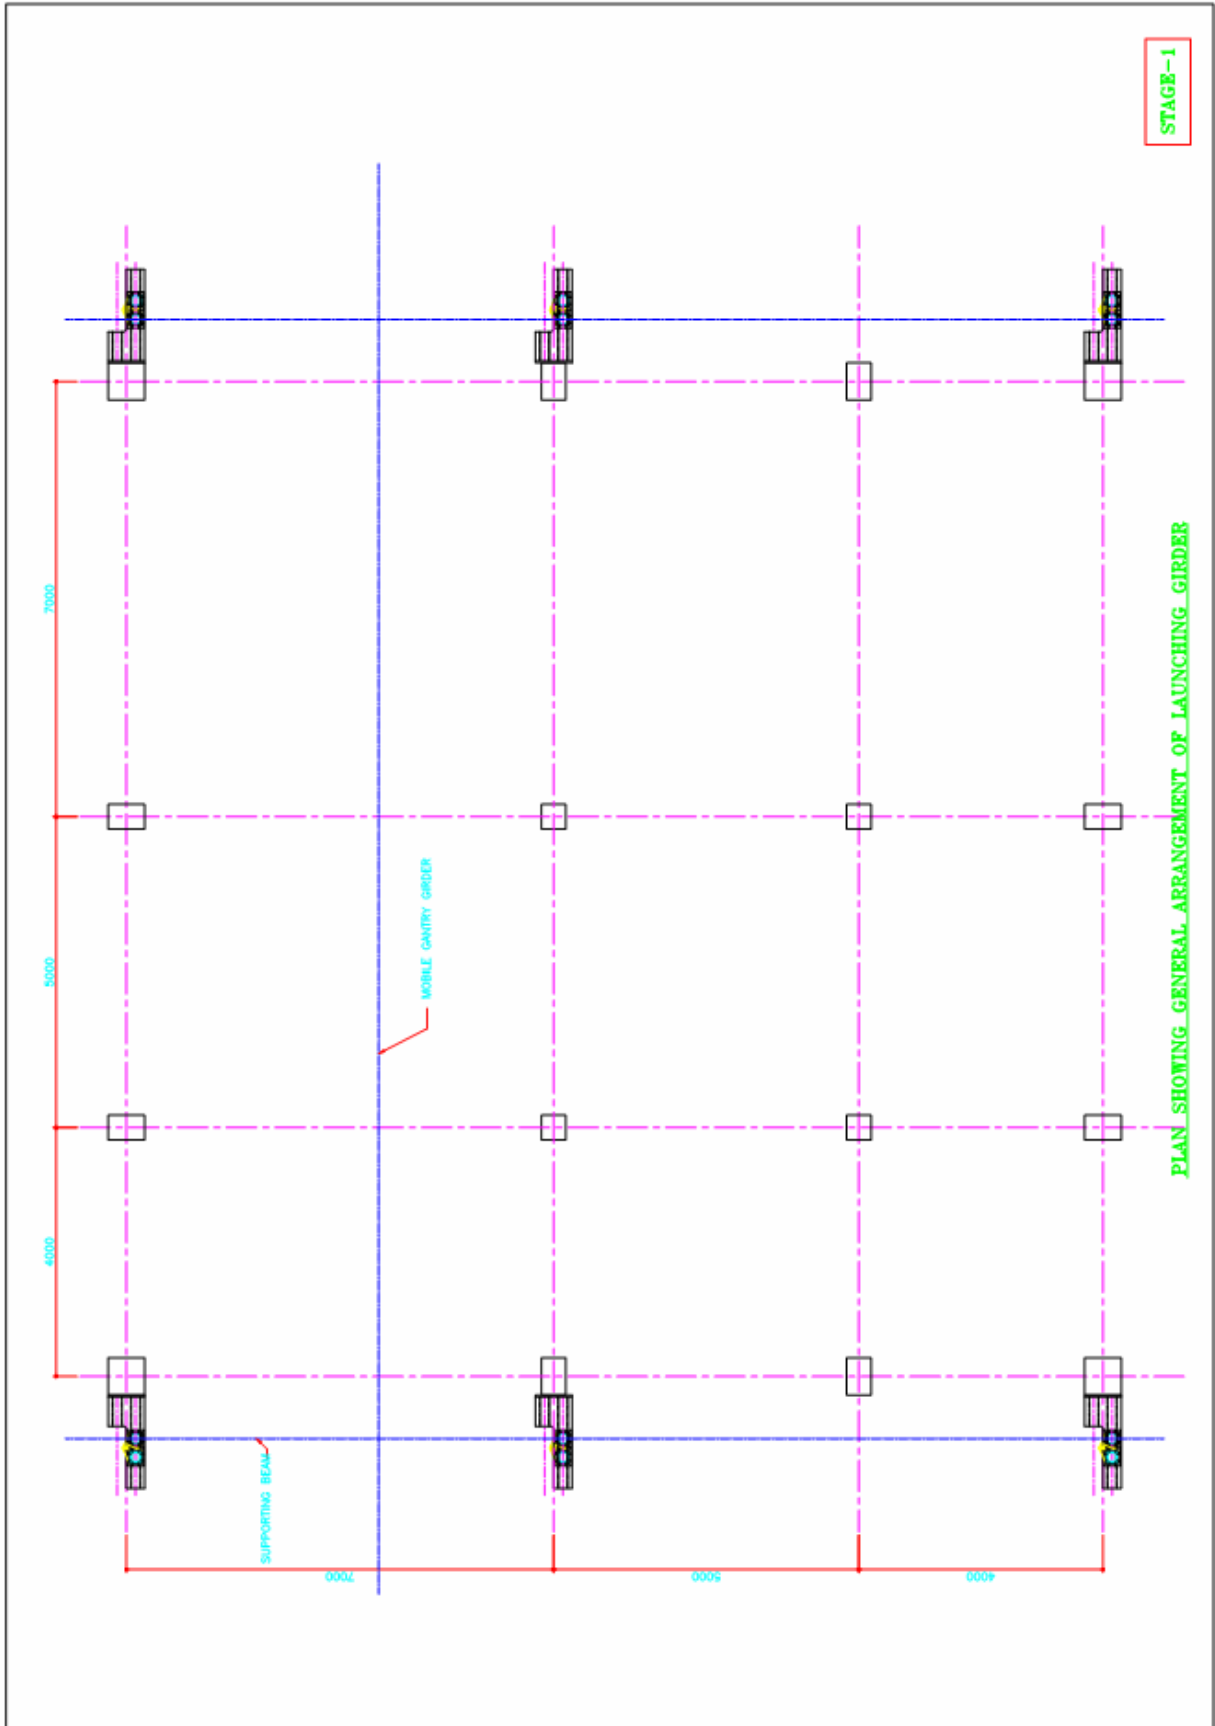 STAGE-1
7000
5000
4000
MOBILE GANTRY GIRDER
SUPPORTING BEAM
7000
5000
4000
PLAN SHOWING GENERAL ARRANGEMENT OF LAUNCHING GIRDER